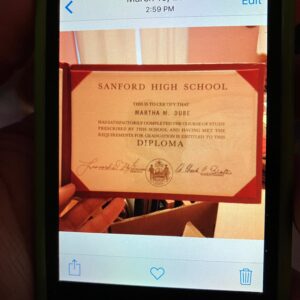 2:59 PM
Edit
SANFORD HIGH SCHOOL
THIS IS TO CERTIFY THAT
MARTHA M. DUBE
HAS SATISFACTORILY COMPLETED THE COURSE OF STUDY
PRESCRIBED BY THIS SCHOOL AND HAVING MET THE
REQUIREMENTS FOR GRADUATION IS ENTITLED TO THIS
DIPLOMA